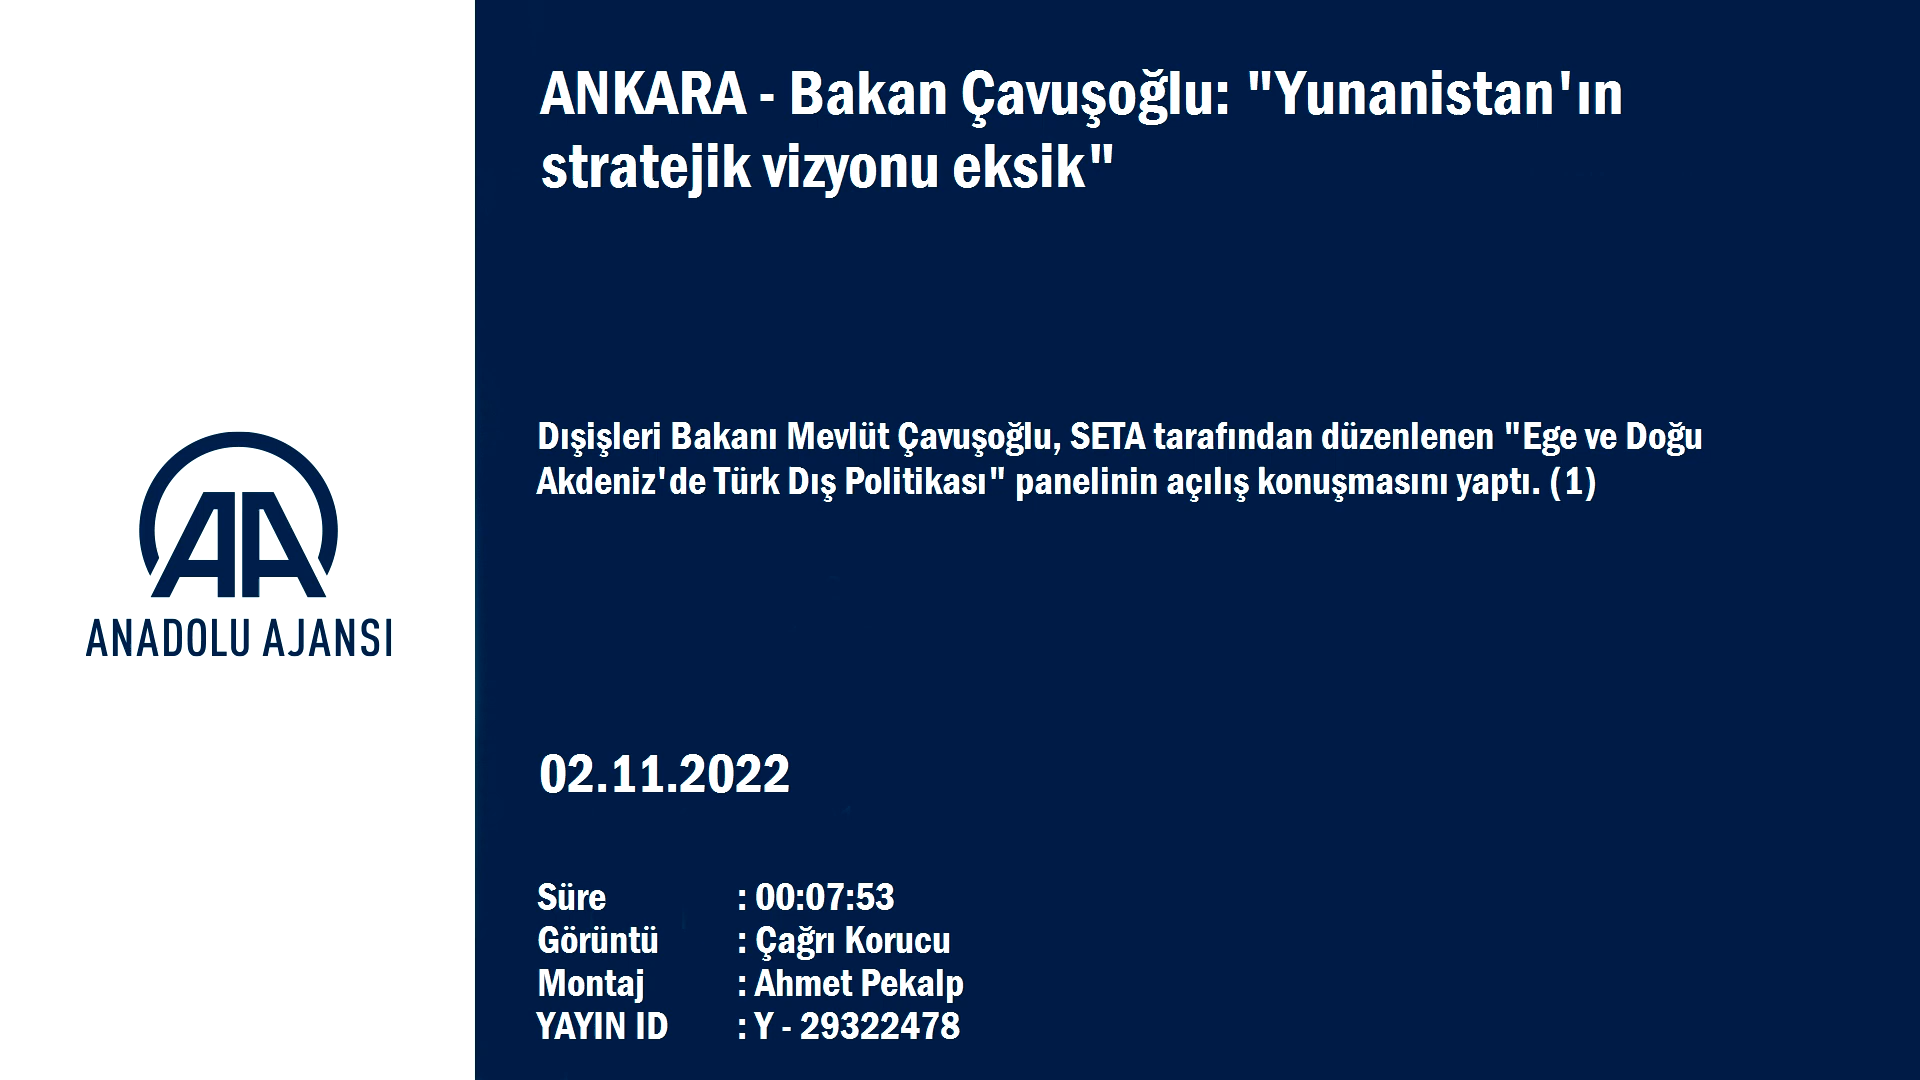 ANKARA - Bakan Çavuşoğlu: "Yunanistan'ın
stratejik vizyonu eksik"
Dışişleri Bakanı Mevlüt Çavuşoğlu, SETA tarafından düzenlenen "Ege ve Doğu
Akdeniz'de Türk Dış Politikası" panelinin açılış konuşmasını yaptı. (1)
AA
ANADOLU AJANSI
02.11.2022
Süre : 00:07:53
Görüntü : Çağrı Korucu
Montaj : Ahmet Pekalp
YAYIN ID : Y - 29322478